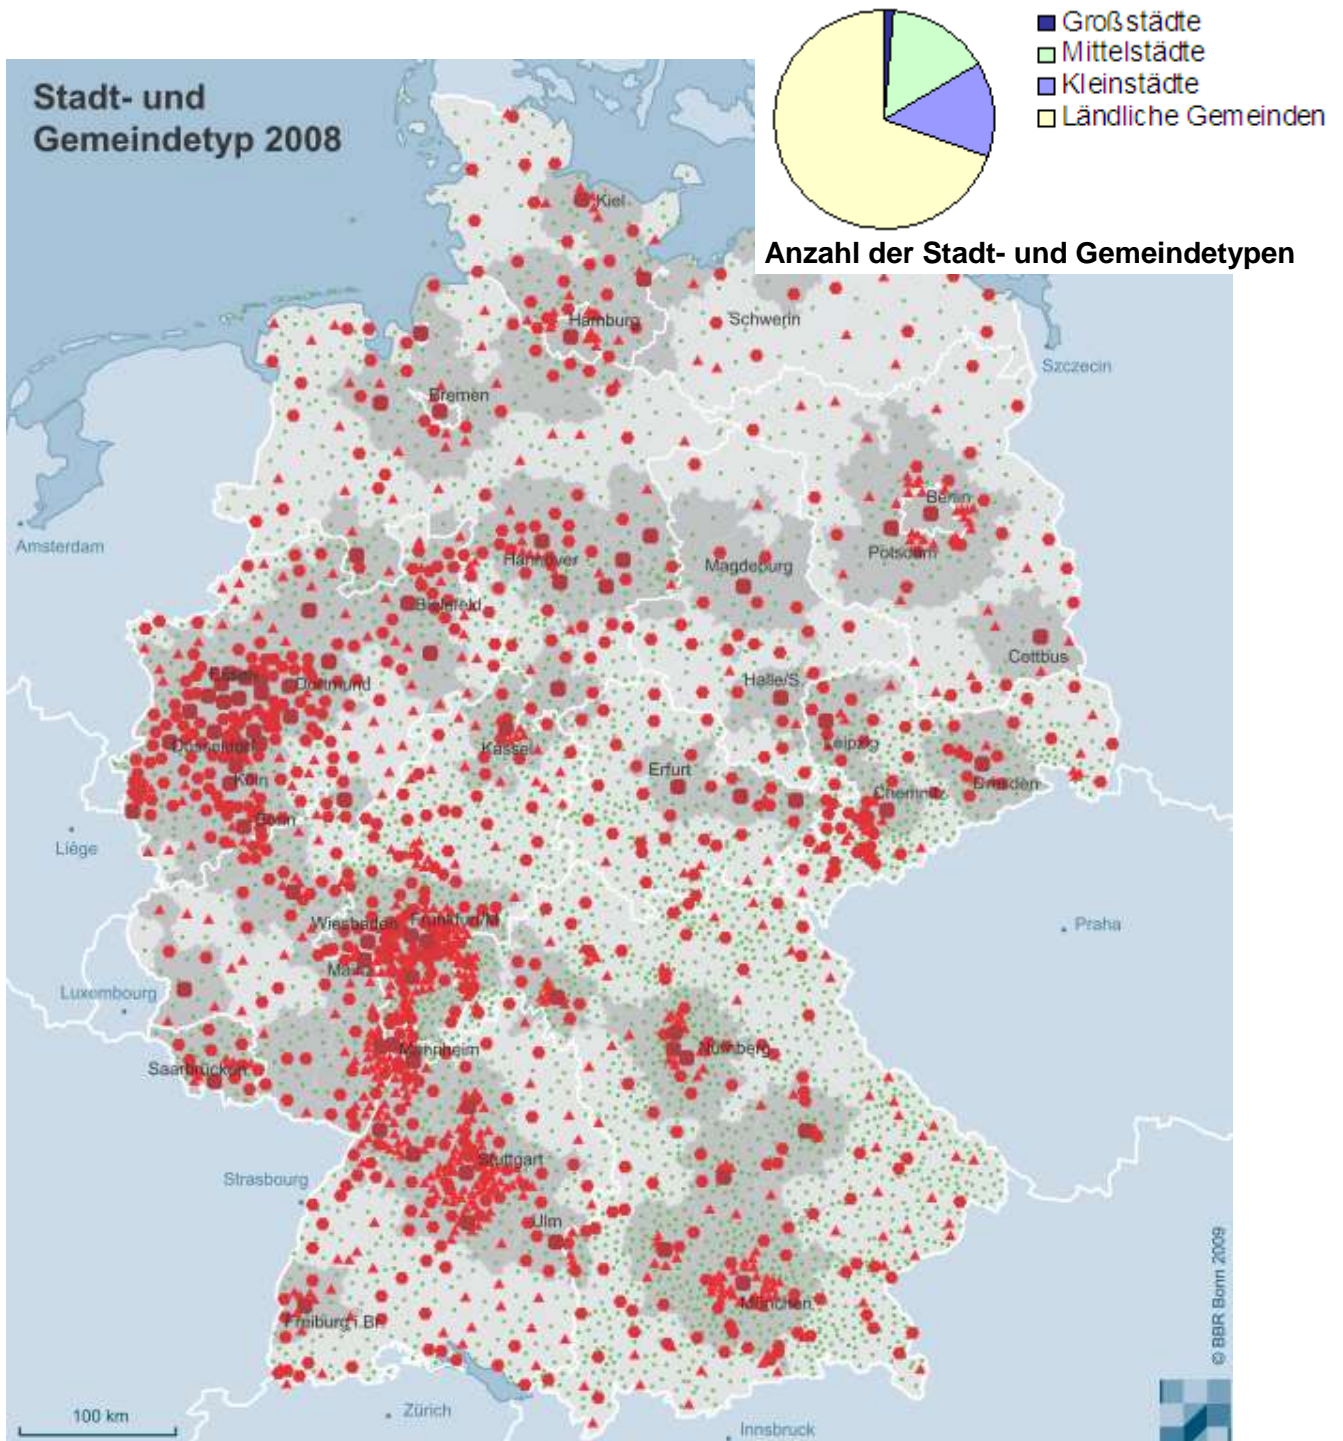 Stadt- und
Gemeindetyp 2008
Großstädte
Mittelstädte
Kleinstädte
Ländliche Gemeinden
Anzahl der Stadt- und Gemeindetypen
Kiel
Hamburg
Schwerin
Szczecin
Bremen
Berlin
Amsterdam
Hannover
Potsdam
Magdeburg
Bielefeld
Cottbus
Essen
Dortmund
Halle/S.
Düsseldorf
Kassel
Leipzig
Erfurt
Köln
Chemnitz
Dresden
Bonn
Liège
Wiesbaden
Frankfurt/M
Praha
Mainz
Luxembourg
Mannheim
Nürnberg
Saarbrücken
Stuttgart
Strasbourg
Ulm
München
Freiburg i.Br.
100 km
Zürich
Innsbruck
© BBR Bonn 2009